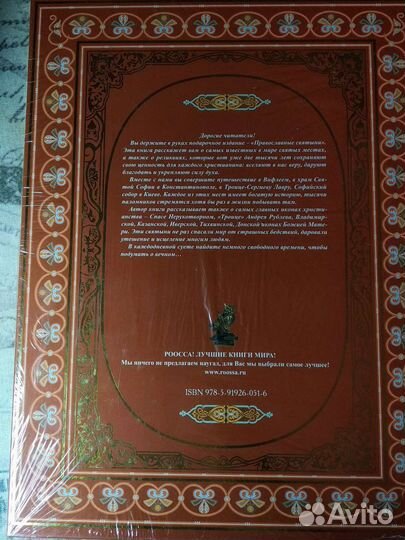 Дорогие читатели!
Вы держите в руках подарочное издание – «Православные святыни».
Эта книга расскажет вам о самых известных в мире святых местах,
а также о реликвиях, которые вот уже две тысячи лет сохраняют
свою ценность для каждого христианина: вселяют в нас веру, даруют
благодать и укрепляют силу духа.
Вместе с нами вы совершите путешествие в Вифлеем, в храм Свя-
той Софии в Константинополе, в Троице-Сергиеву Лавру, Софийский
собор в Киеве. Каждое из этих мест имеет богатую историю, тысячи
паломников стремятся хотя бы раз в жизни побывать там.
Автор книги рассказывает также о самых главных иконах христи-
анства – Спасе Нерукотворном, «Троице» Андрея Рублева, Владимир-
ской, Казанской, Иверской, Тихвинской, Донской иконах Божией Мате-
ри. Эти святыни не раз спасали мир от страшных бедствий, даровали
утешение и исцеление многим людям.
В каждодневной суете найдите немного свободного времени, чтобы
подумать о вечном...
РООССА! ЛУЧШИЕ КНИГИ МИРА!
Мы ничего не предлагаем наугад, для Вас мы выбрали самое лучшее!
www.roossa.ru
ISBN 978-5-91926-051-6
Avito